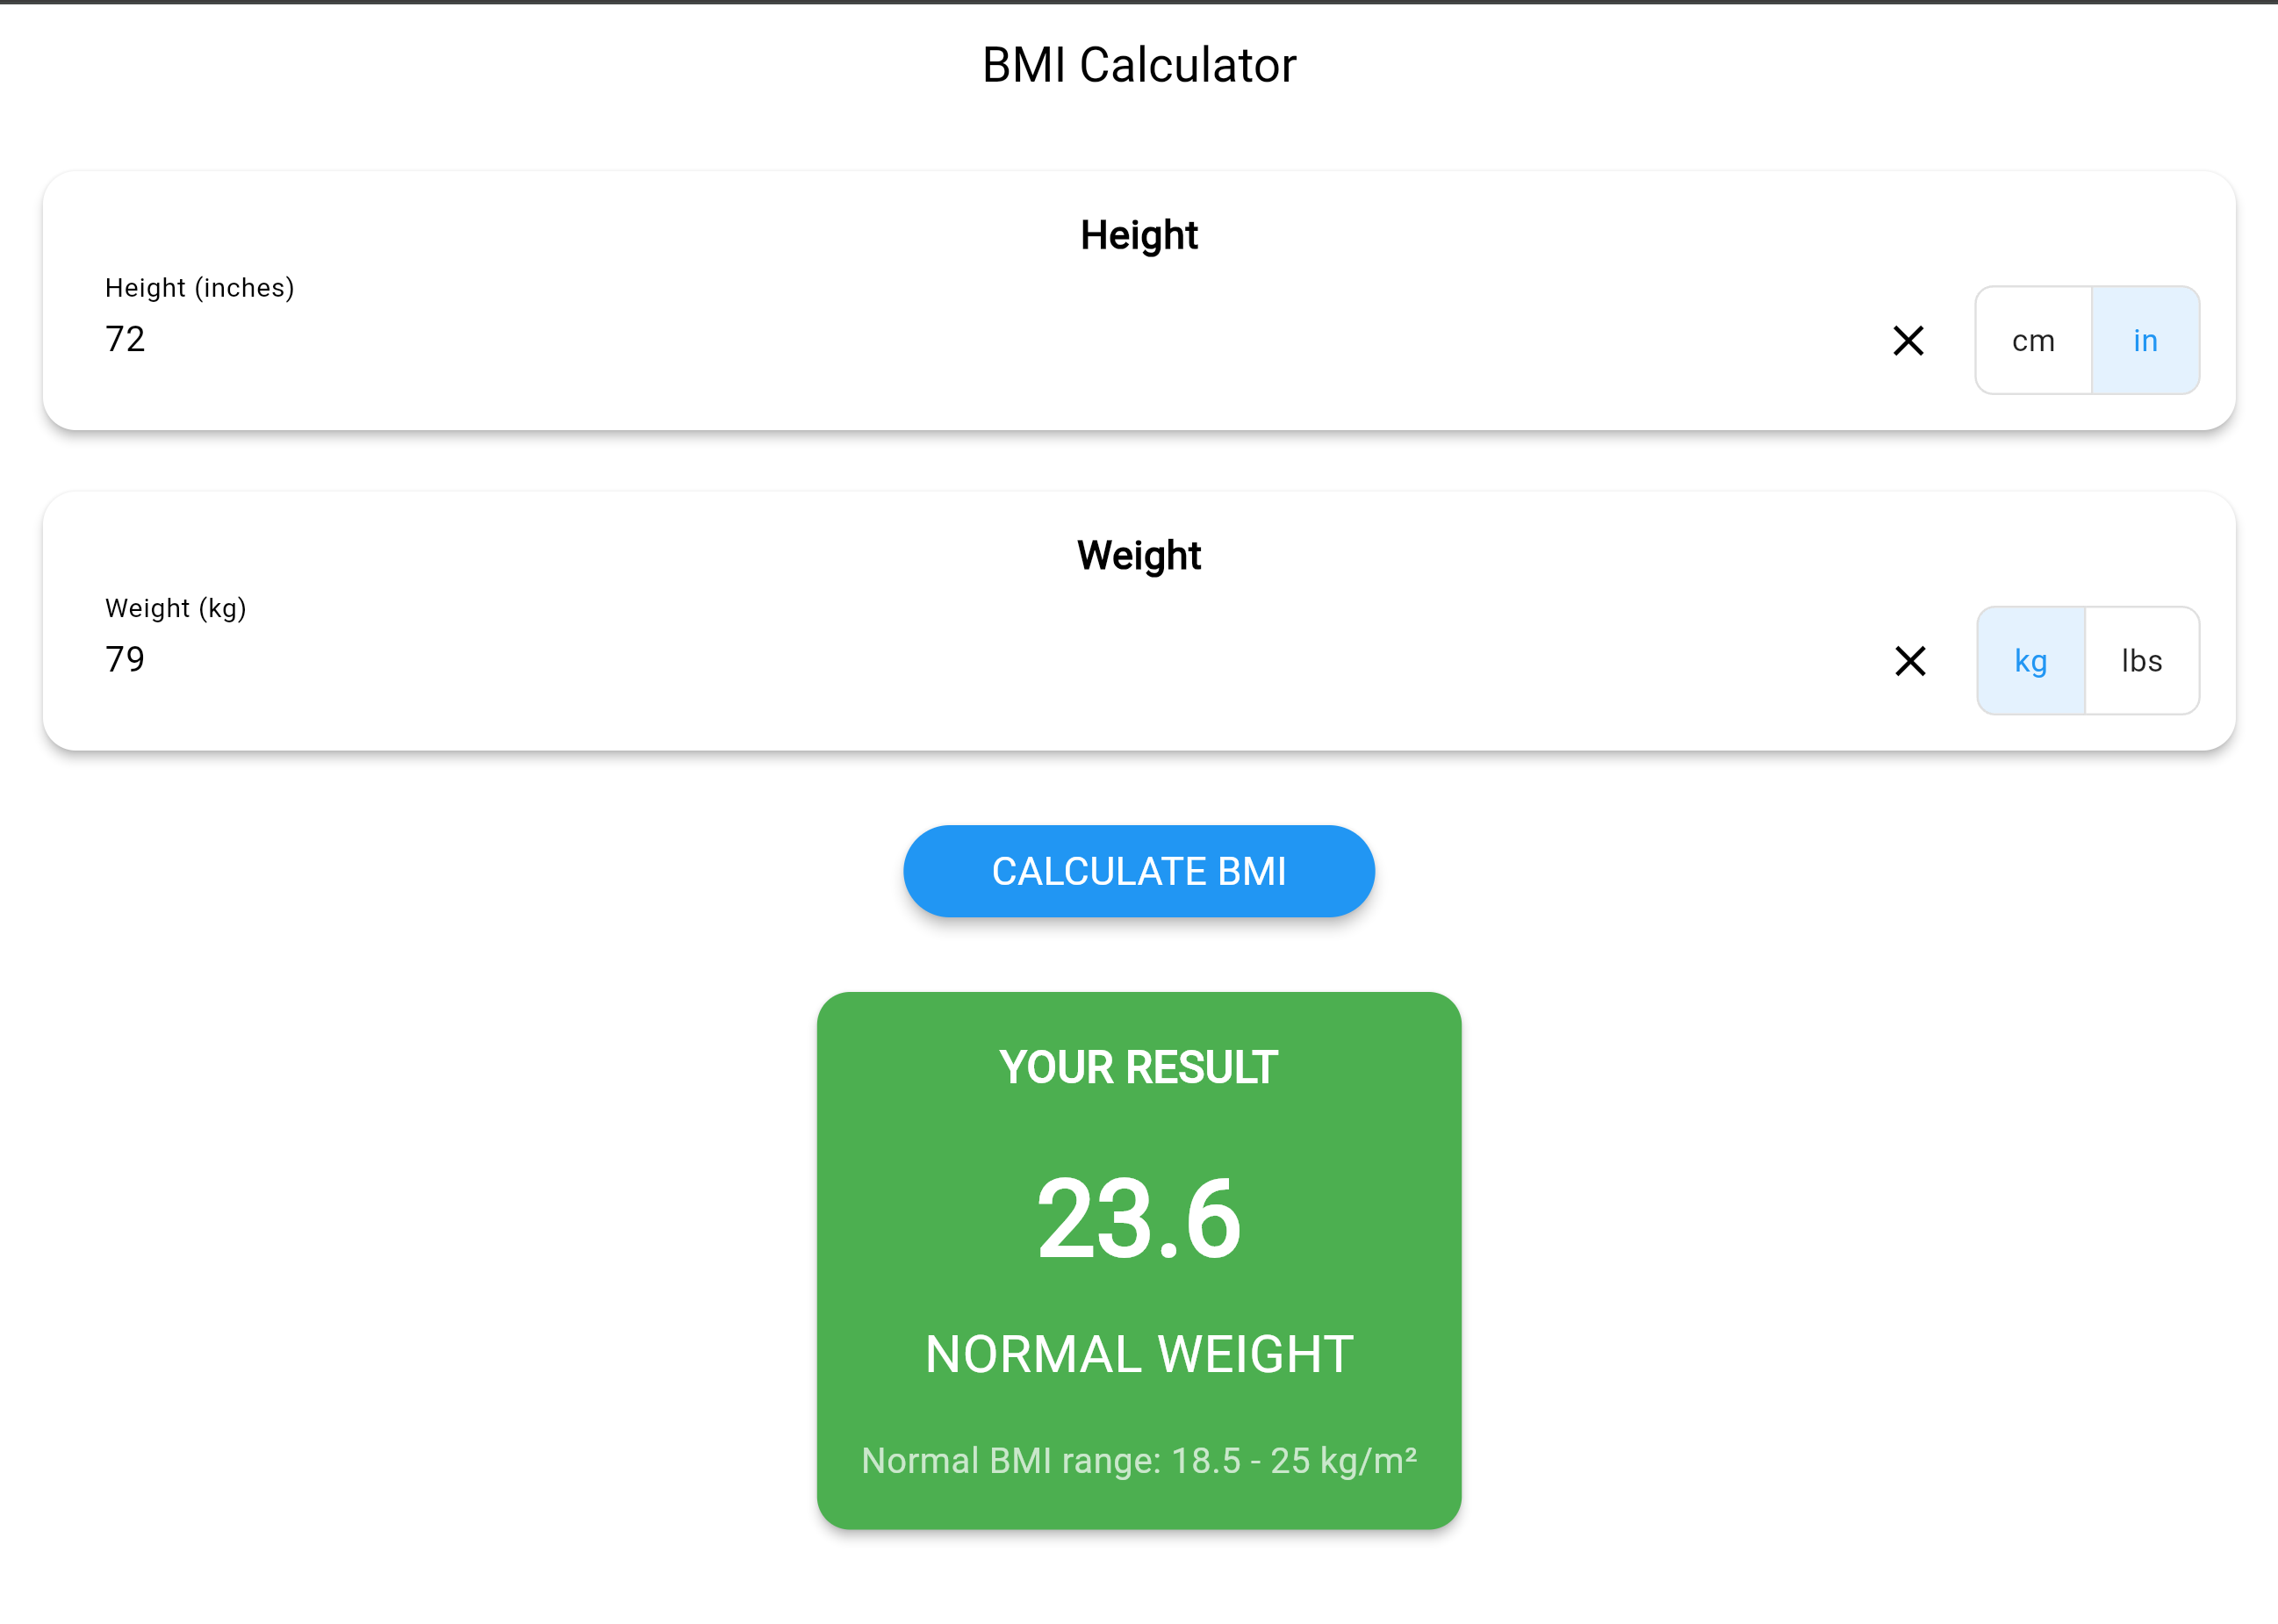 BMI Calculator
Height
Height (inches)
72
cm
in
Weight
Weight (kg)
79
kg
lbs
CALCULATE BMI
YOUR RESULT
23.6
NORMAL WEIGHT
Normal BMI range: 18.5 - 25 kg/m²